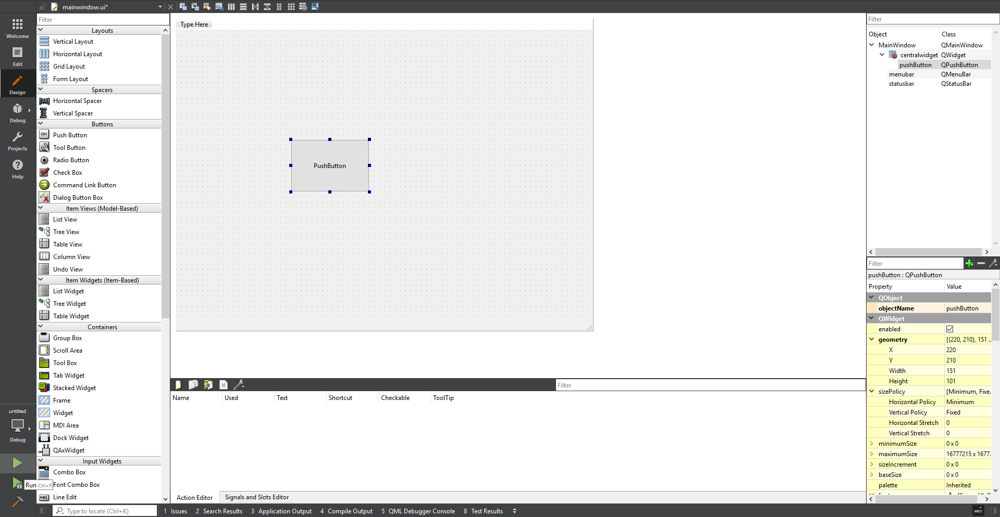 mainwindow.ui*
Welcome
Edit
Design
Debug
Projects
Help
untitled
Debug
Run Ctrl+R
Filter
Layouts
Vertical Layout
Horizontal Layout
Grid Layout
Form Layout
Spacers
Horizontal Spacer
Vertical Spacer
Buttons
OK Push Button
Tool Button
Radio Button
Check Box
Command Link Button
Dialog Button Box
Item Views (Model-Based)
List View
Tree View
Table View
Column View
Undo View
Item Widgets (Item-Based)
List Widget
Tree Widget
Table Widget
Containers
Group Box
Scroll Area
Tool Box
Tab Widget
Stacked Widget
Frame
Widget
MDI Area
Dock Widget
QAxWidget
Input Widgets
Combo Box
Font Combo Box
ABI Line Edit
Type Here
PushButton
Filter
Name Used Text Shortcut Checkable ToolTip
Action Editor Signals and Slots Editor
Filter
Object Class
MainWindow QMainWindow
centralwidget QWidget
pushButton QPushButton
menubar QMenuBar
statusbar QStatusBar
Filter
pushButton : QPushButton
Property Value
QObject
objectName pushButton
QWidget
enabled
geometry [(220, 210), 151 ...
X 220
Y 210
Width 151
Height 101
sizePolicy [Minimum, Fixe...
Horizontal Policy Minimum
Vertical Policy Fixed
Horizontal Stretch 0
Vertical Stretch 0
minimumSize 0 x 0
maximumSize 16777215 x 1677...
sizeIncrement 0 x 0
baseSize 0 x 0
palette Inherited
Type to locate (Ctrl+K) 1 Issues 2 Search Results 3 Application Output 4 Compile Output 5 QML Debugger Console 8 Test Results